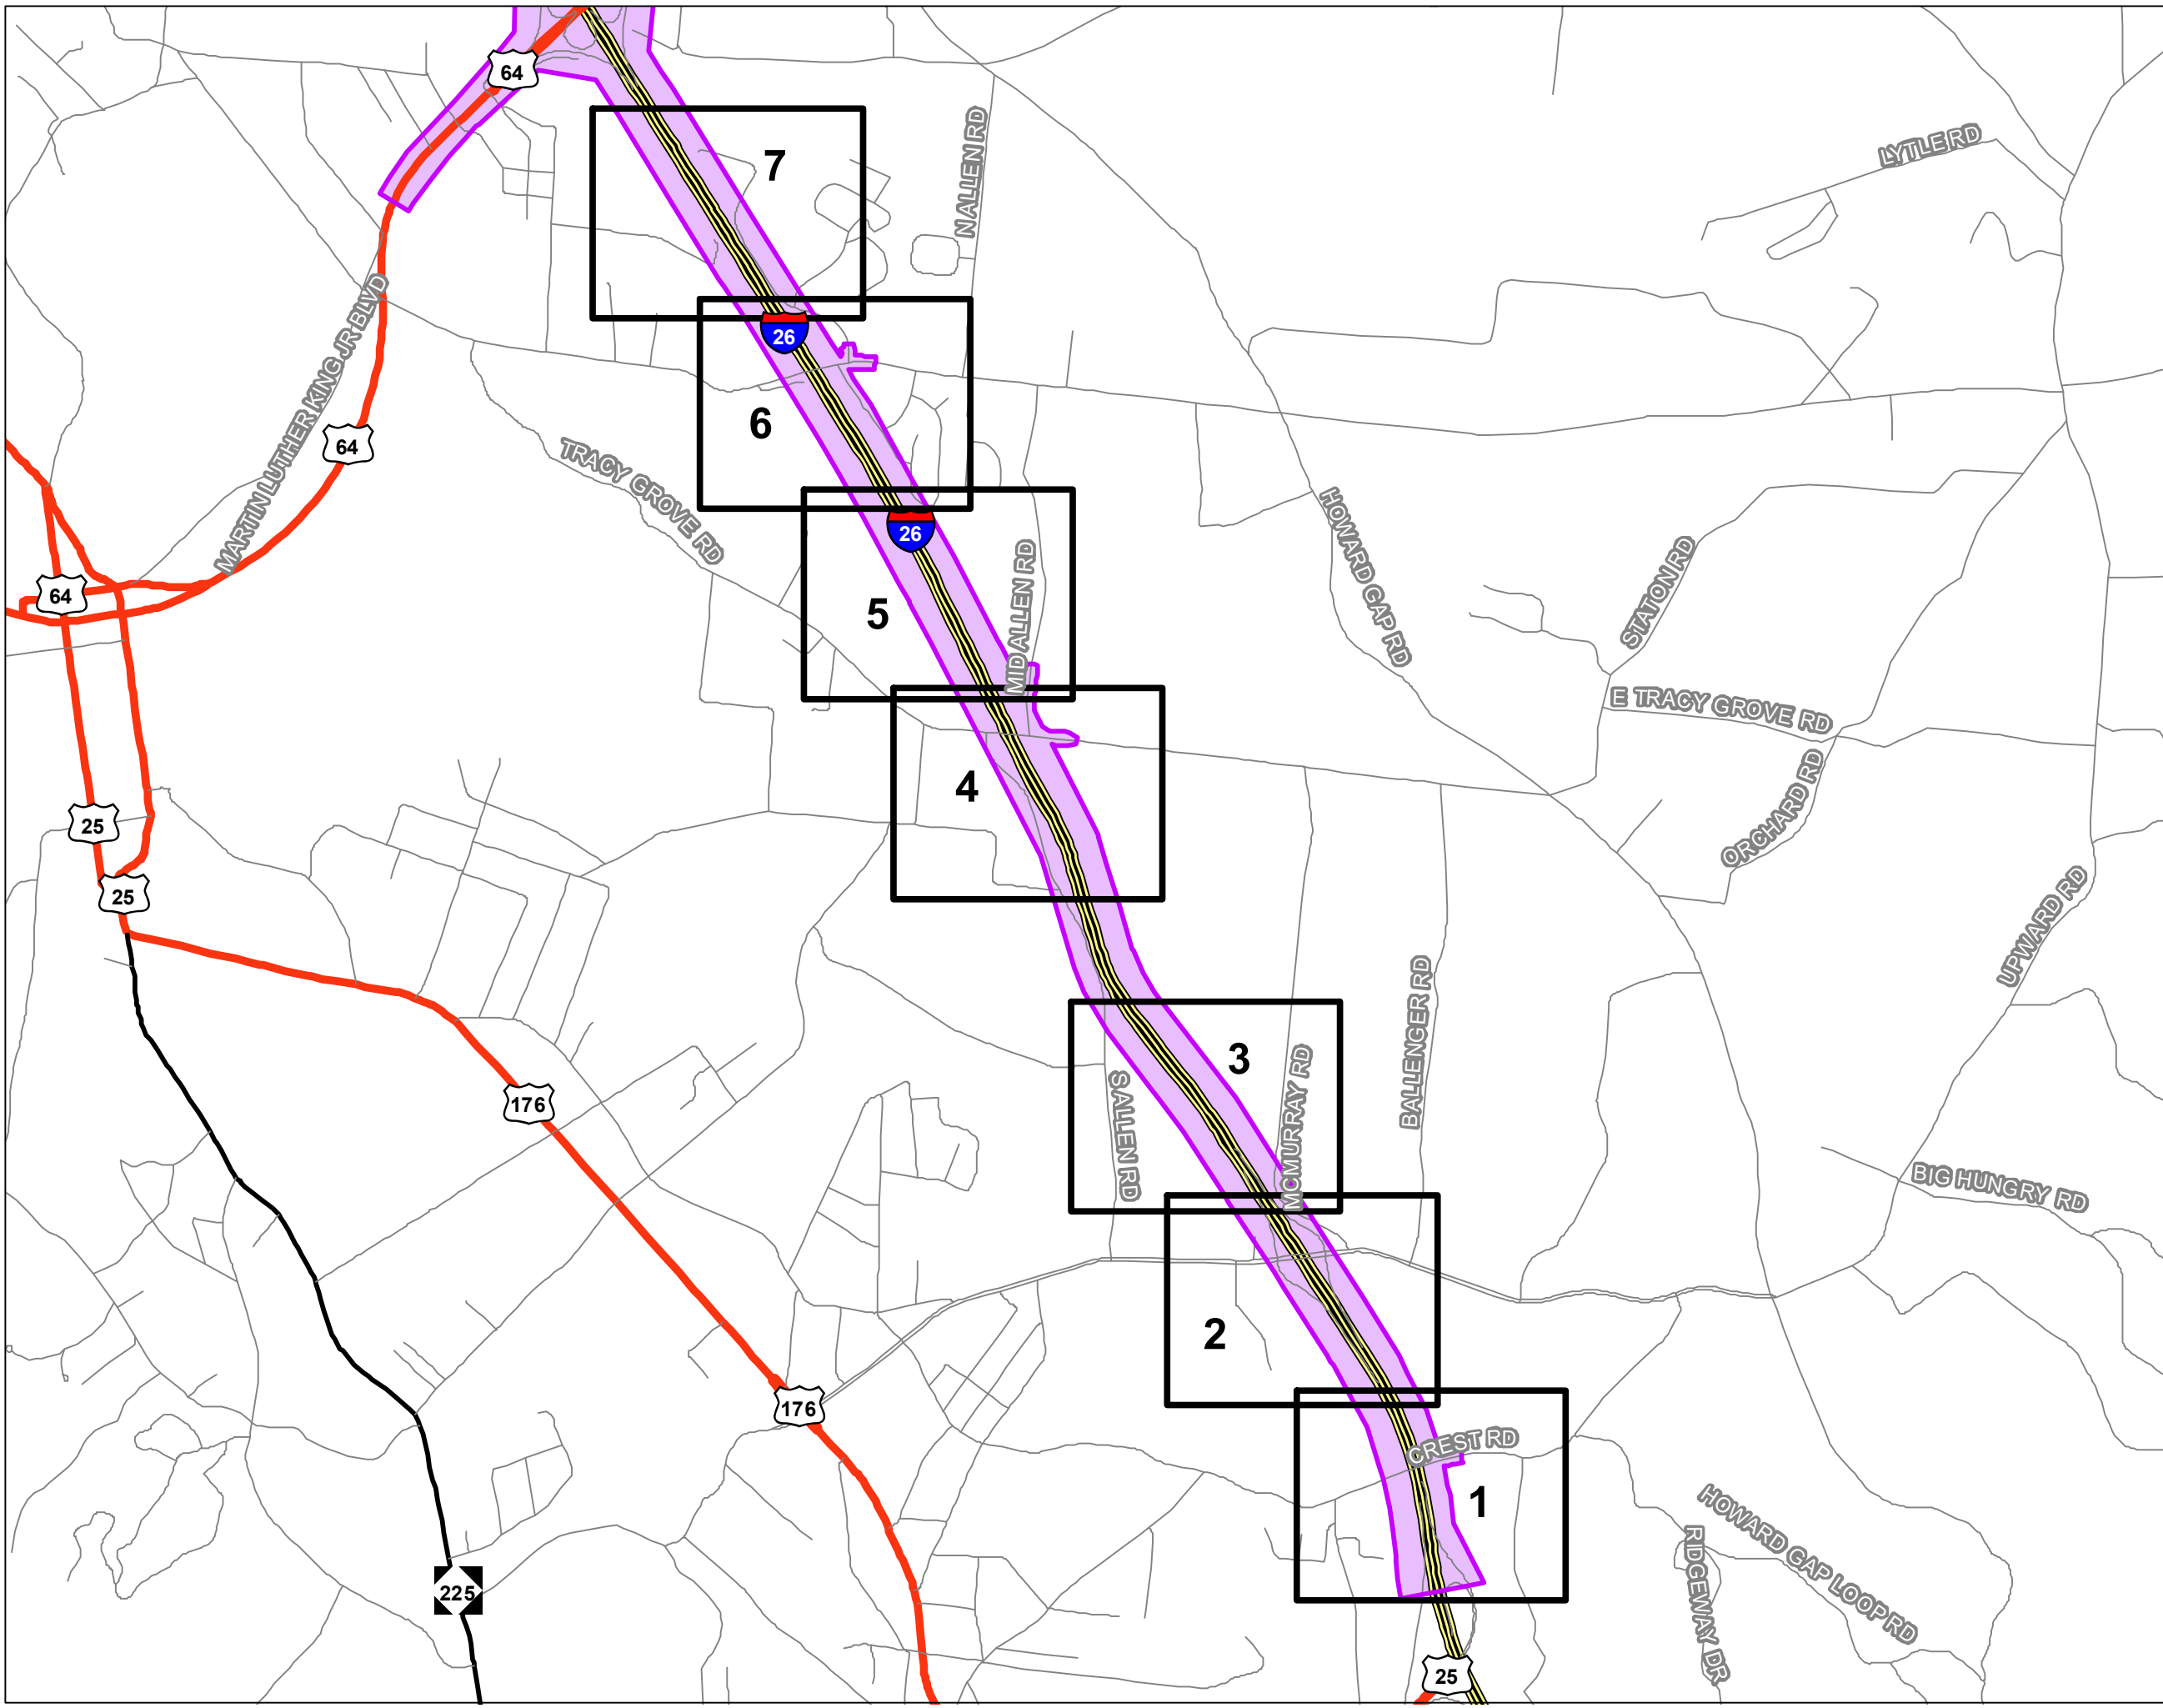 64
N ALLEN RD
LYTLE RD
7
26
MARTIN LUTHER KING JR BLVD
64
6
TRACY GROVE RD
26
HOWARD GAP RD
MID ALLEN RD
STATON RD
64
5
E TRACY GROVE RD
4
ORCHARD RD
25
25
UPWARD RD
BALLENGER RD
3
MCMURRAY RD
176
S ALLEN RD
BIG HUNGRY RD
2
176
CREST RD
1
HOWARD GAP LOOP RD
RIDGEWAY DR
225
25